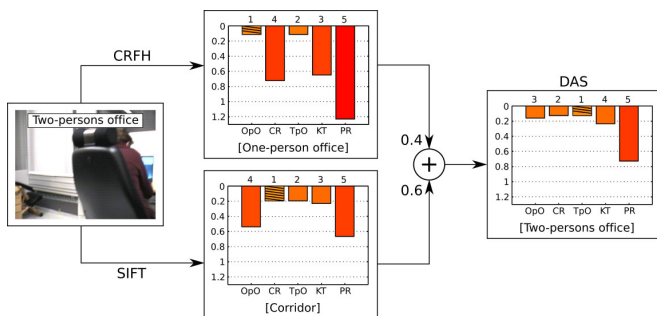 CRFH
Two-persons office
SIFT
1 4 2 3 5
0
0.2
0.4
0.6
0.8
1
1.2
OpO CR TpO KT PR
[One-person office]
4 1 2 3 5
0
0.2
0.4
0.6
0.8
1
1.2
OpO CR TpO KT PR
[Corridor]
0.4
+
0.6
DAS
3 2 1 4 5
0
0.2
0.4
0.6
0.8
1
1.2
OpO CR TpO KT PR
[Two-persons office]